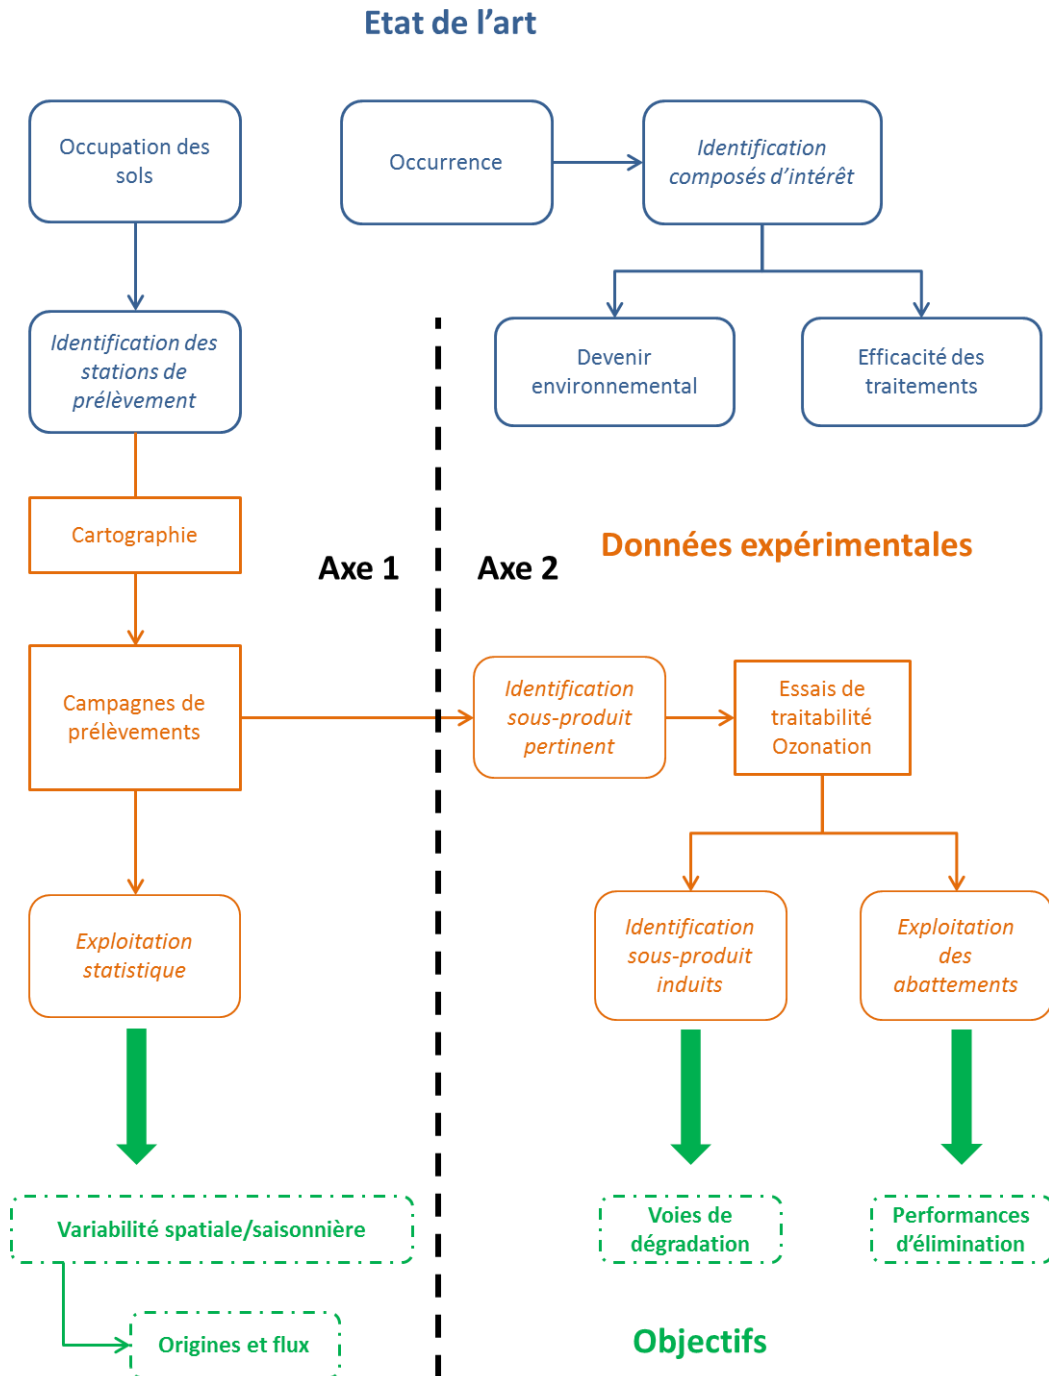 Etat de l’art
Occupation des
sols
Occurrence
Identification
composés d’intérêt
Identification des
stations de
prélèvement
Devenir
environnemental
Efficacité des
traitements
Cartographie
Axe 1
Axe 2
Données expérimentales
Campagnes de
prélèvements
Identification
sous-produit
pertinent
Essais de
traitabilité
Ozonation
Exploitation
statistique
Identification
sous-produit
induits
Exploitation
des
abattements
Variabilité spatiale/saisonnière
Voies de
dégradation
Performances
d’élimination
Origines et flux
Objectifs